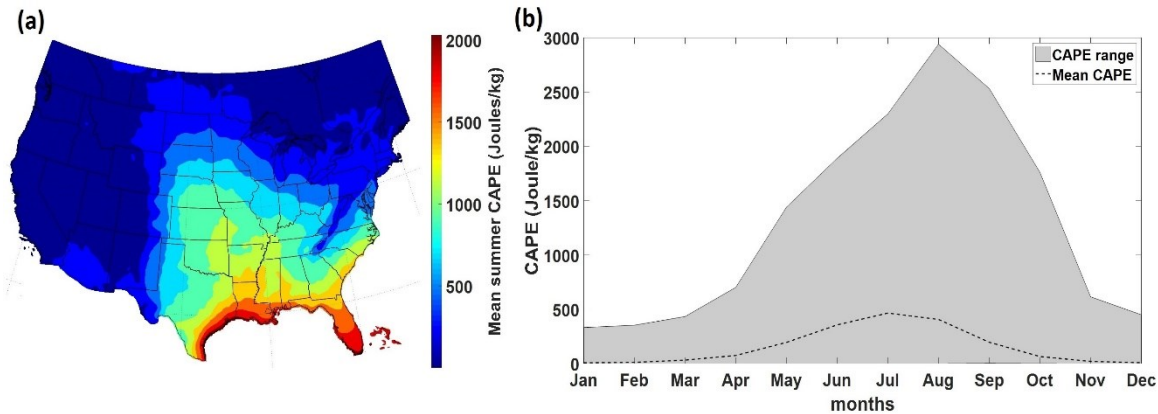 (a)
2000
1500
1000
500
Mean summer CAPE (Joules/kg)
(b)
3000
2500
2000
1500
1000
500
0
CAPE (Joule/kg)
CAPE range
Mean CAPE
Jan Feb Mar Apr May Jun Jul Aug Sep Oct Nov Dec
months